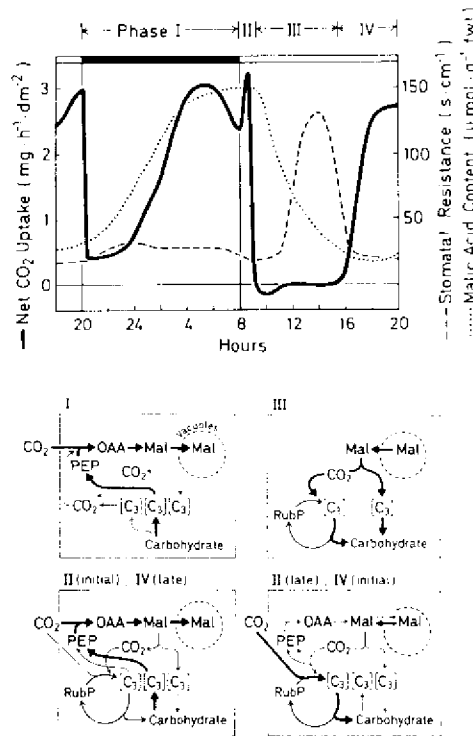 Phase I II III IV
Net CO₂ Uptake (mg·h⁻¹·dm⁻²)
3
2
1
0
150
100
50
Stomatal Resistance (s·cm⁻¹)
Malic Acid Content (μmol·g⁻¹fwt)
20 24 4 8 12 16 20
Hours
I
CO₂ OAA Mal Mal
Vacuoles
PEP CO₂
CO₂ [C₃] [C₃] [C₃]
Carbohydrate
III
Mal Mal
CO₂
RubP [C₃] [C₃]
Carbohydrate
II (initial) , IV (late)
CO₂ OAA Mal Mal
PEP CO₂
[C₃] [C₃] [C₃]
RubP
Carbohydrate
II (late) , IV (initial)
CO₂ OAA Mal Mal
PEP CO₂
[C₃] [C₃] [C₃]
RubP
Carbohydrate